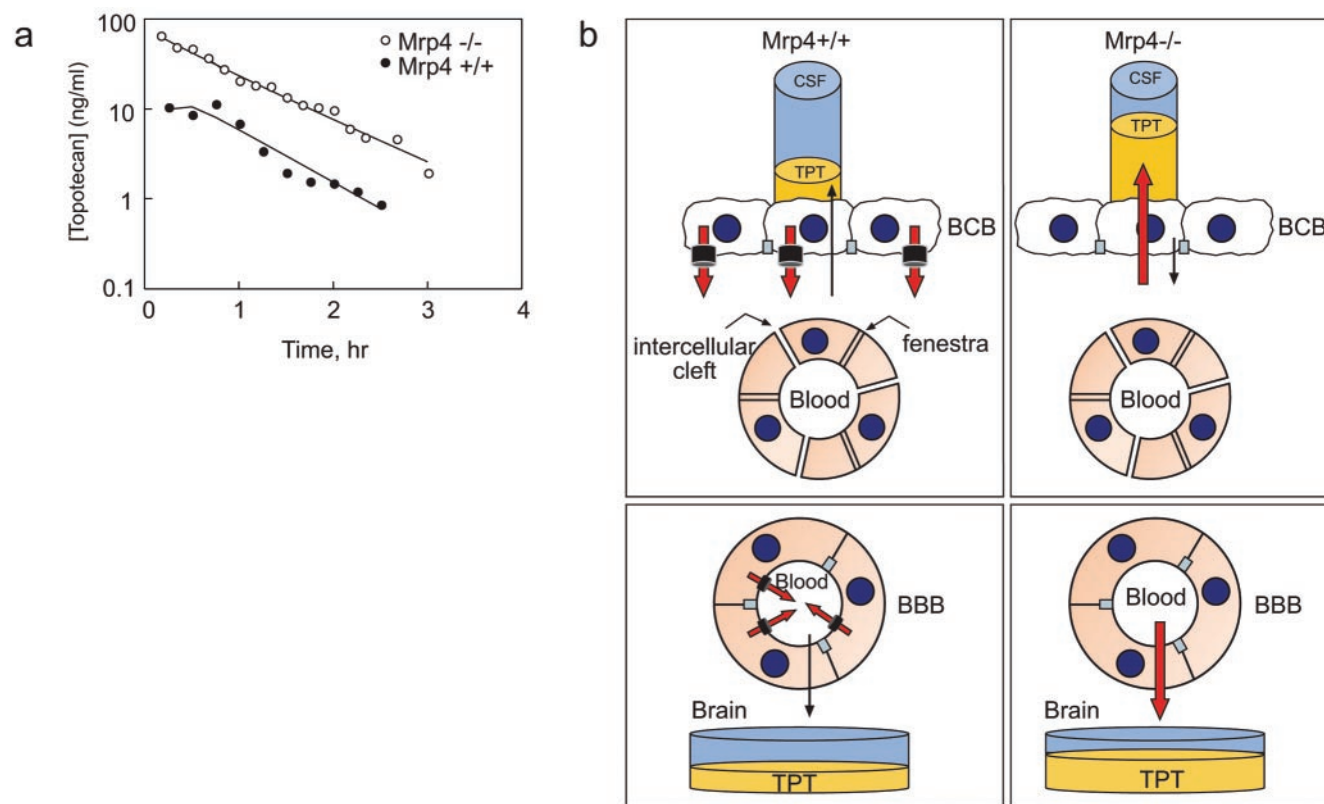 a
100
10
1
0.1
[Topotecan] (ng/ml)
Mrp4 -/-
Mrp4 +/+
0
1
2
3
4
Time, hr
b
Mrp4+/+
CSF
TPT
BCB
intercellular
cleft
fenestra
Blood
Mrp4-/-
CSF
TPT
BCB
Blood
Blood
BBB
Brain
TPT
Blood
BBB
Brain
TPT